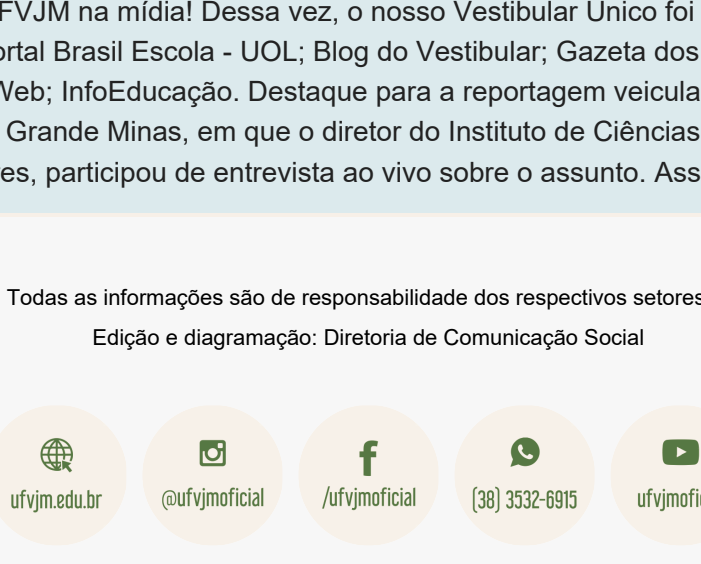 FVJM na mídia! Dessa vez, o nosso Vestibular Único foi
ortal Brasil Escola - UOL; Blog do Vestibular; Gazeta dos
Web; InfoEducação. Destaque para a reportagem veicula
Grande Minas, em que o diretor do Instituto de Ciências
res, participou de entrevista ao vivo sobre o assunto. Ass
Todas as informações são de responsabilidade dos respectivos setores
Edição e diagramação: Diretoria de Comunicação Social
ufvjm.edu.br @ufvjmoficial /ufvjmoficial (38) 3532-6915 ufvjmofi